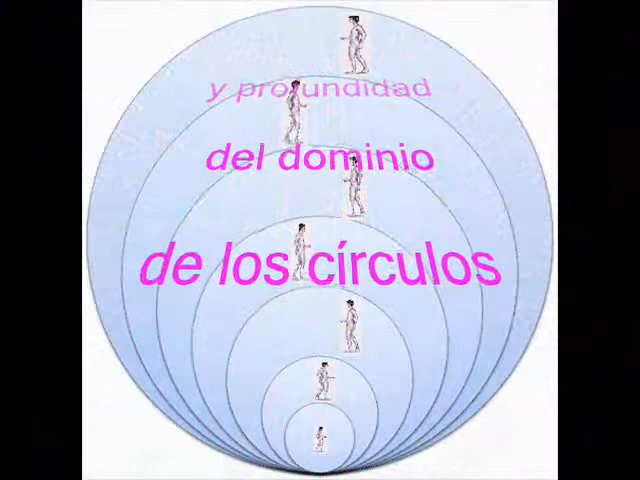 y profundidad
del dominio
de los círculos